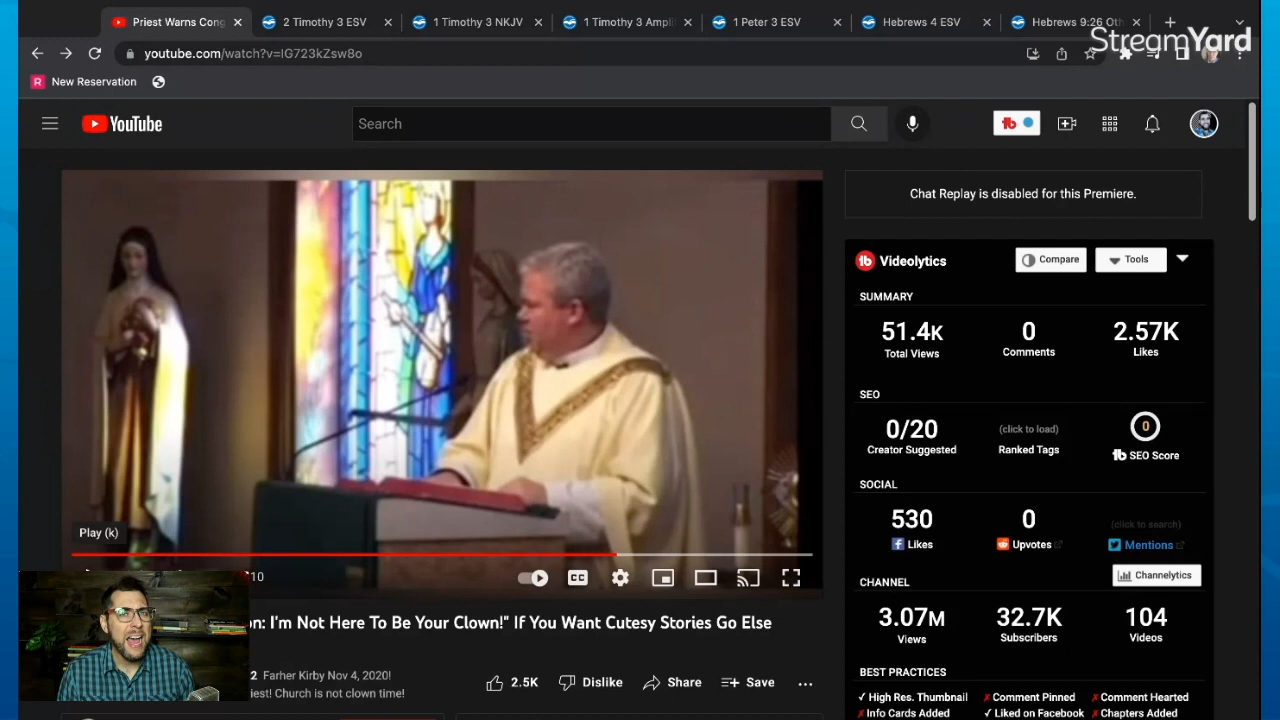 Priest Warns Cong
2 Timothy 3 ESV
1 Timothy 3 NKJV
1 Timothy 3 Ampli
1 Peter 3 ESV
Hebrews 4 ESV
Hebrews 9:26 Oth
StreamYard
youtube.com/watch?v=lG723kZsw8o
New Reservation
YouTube
Search
Chat Replay is disabled for this Premiere.
Videolytics
Compare
Tools
SUMMARY
51.4K
0
2.57K
Total Views
Comments
Likes
SEO
0/20
(click to load)
0
Creator Suggested
Ranked Tags
SEO Score
SOCIAL
530
0
(click to search)
Likes
Upvotes
Mentions
Channelytics
CHANNEL
3.07M
32.7K
104
Views
Subscribers
Videos
BEST PRACTICES
✓ High Res. Thumbnail
✗ Comment Pinned
✗ Comment Hearted
✗ Info Cards Added
✓ Liked on Facebook
✗ Chapters Added
Play (k)
10
CC
on: I'm Not Here To Be Your Clown!" If You Want Cutesy Stories Go Else
2 Farher Kirby Nov 4, 2020!
iest! Church is not clown time!
2.5K
Dislike
Share
Save